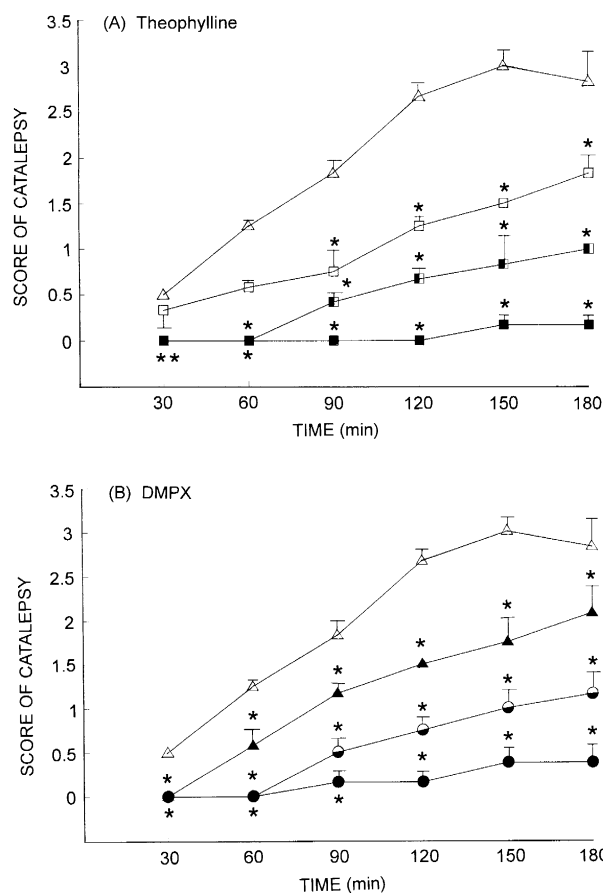 (A) Theophylline
3.5
3
2.5
2
1.5
1
0.5
0
SCORE OF CATALEPSY
* * * *
* * * *
* * * * * *
** *
30 60 90 120 150 180
TIME (min)
(B) DMPX
3.5
3
2.5
2
1.5
1
0.5
0
SCORE OF CATALEPSY
* * * * *
* * * *
* * * * *
* * *
30 60 90 120 150 180
TIME (min)